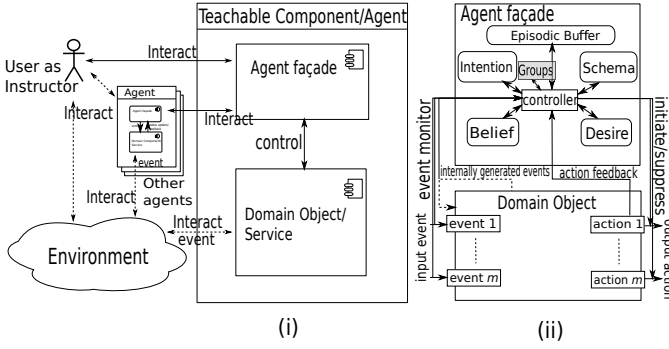 Teachable Component/Agent
Interact
Agent façade
User as
Instructor
Agent
Agent façade
Interact
Interact
event
control
Other
agents
Interact
Interact
event
Domain Object/
Service
Environment
(i)
Agent façade
Episodic Buffer
Intention
Groups
Schema
controller
Belief
Desire
event monitor
initiate/suppress
internally generated events
action feedback
Domain Object
input event
event 1
action 1
event m
action m
output action
(ii)